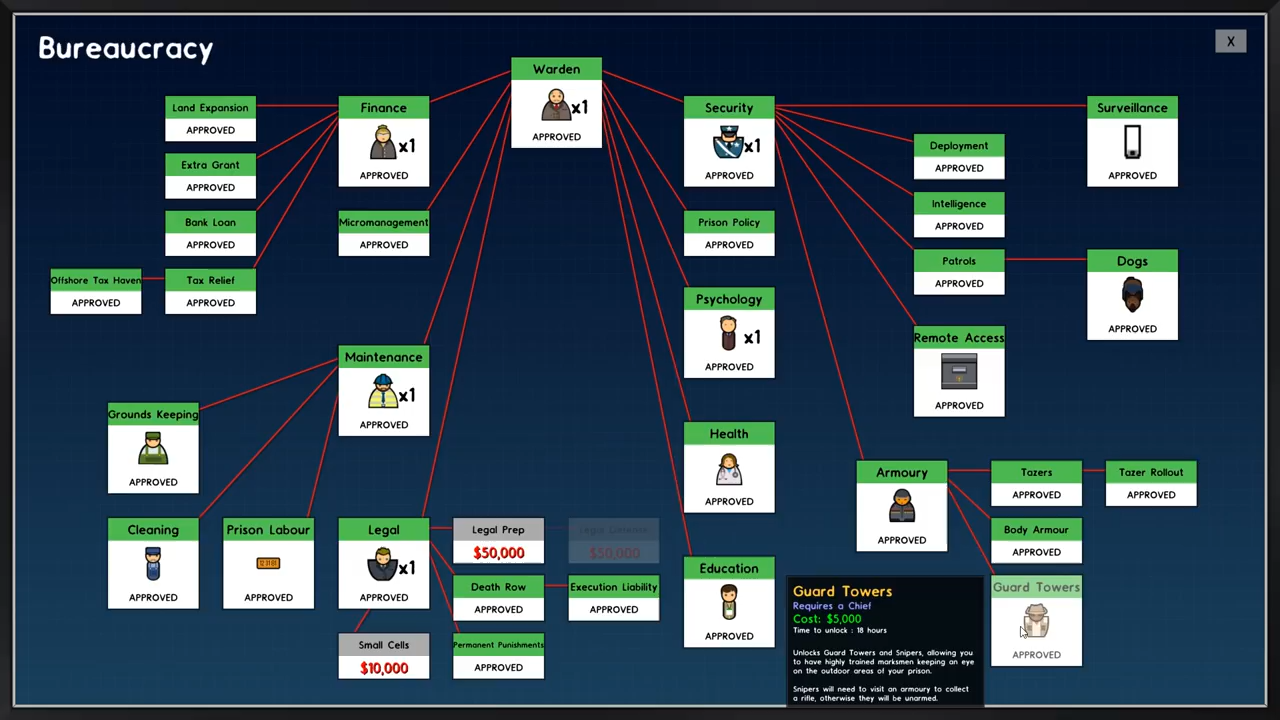 Bureaucracy
X
Warden
x1
APPROVED
Land Expansion
APPROVED
Finance
x1
APPROVED
Security
x1
APPROVED
Surveillance
APPROVED
Deployment
APPROVED
Extra Grant
APPROVED
Intelligence
APPROVED
Bank Loan
APPROVED
Micromanagement
APPROVED
Prison Policy
APPROVED
Patrols
APPROVED
Dogs
APPROVED
Offshore Tax Haven
APPROVED
Tax Relief
APPROVED
Psychology
x1
APPROVED
Remote Access
APPROVED
Maintenance
x1
APPROVED
Grounds Keeping
APPROVED
Health
APPROVED
Armoury
APPROVED
Tazers
APPROVED
Tazer Rollout
APPROVED
Cleaning
APPROVED
Prison Labour
APPROVED
Legal
x1
APPROVED
Legal Prep
$50,000
$50,000
Body Armour
APPROVED
Death Row
APPROVED
Execution Liability
APPROVED
Education
APPROVED
Small Cells
$10,000
Permanent Punishments
APPROVED
Guard Towers
Requires a Chief
Cost: $5,000
Time to unlock : 18 hours
Unlocks Guard Towers and Snipers, allowing you
to have highly trained marksmen keeping an eye
on the outdoor areas of your prison.
Snipers will need to visit an armoury to collect
a rifle, otherwise they will be unarmed.
Guard Towers
APPROVED